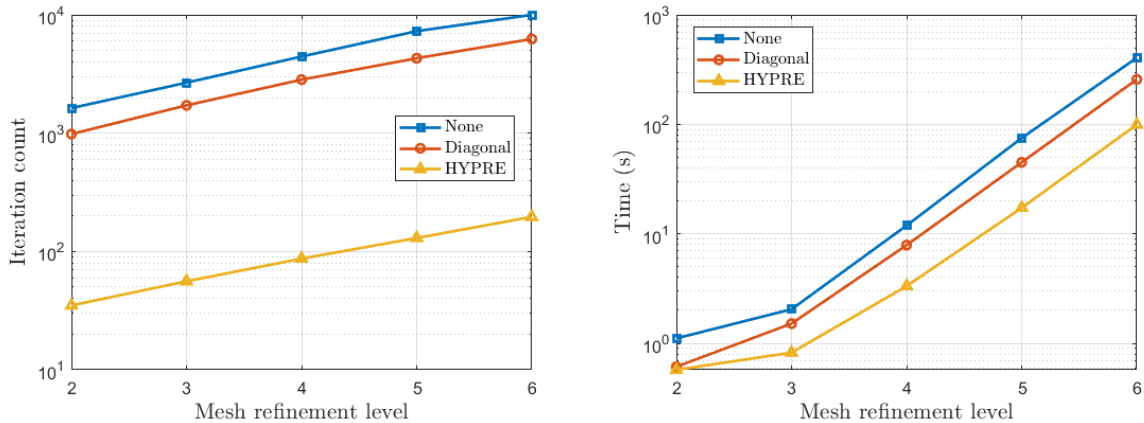 10^4
10^3
10^2
10^1
Iteration count
None
Diagonal
HYPRE
2 3 4 5 6
Mesh refinement level
10^3
10^2
10^1
10^0
Time (s)
None
Diagonal
HYPRE
2 3 4 5 6
Mesh refinement level